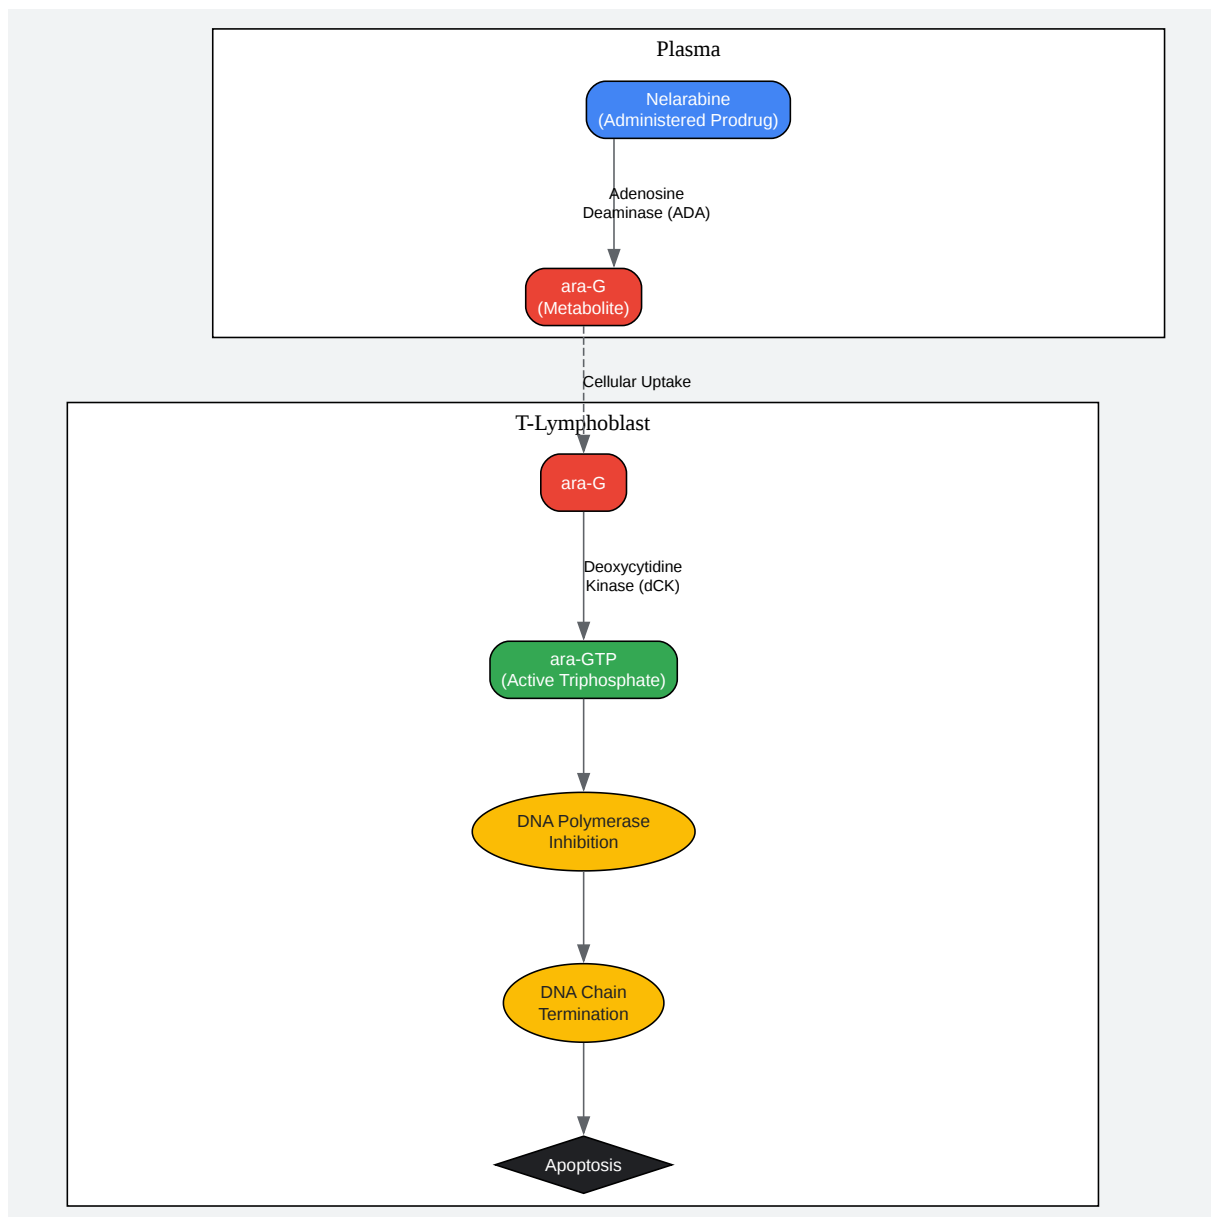 Plasma
Nelarabine
(Administered Prodrug)
Adenosine
Deaminase (ADA)
ara-G
(Metabolite)
Cellular Uptake
T-Lymphoblast
ara-G
Deoxycytidine
Kinase (dCK)
ara-GTP
(Active Triphosphate)
DNA Polymerase
Inhibition
DNA Chain
Termination
Apoptosis